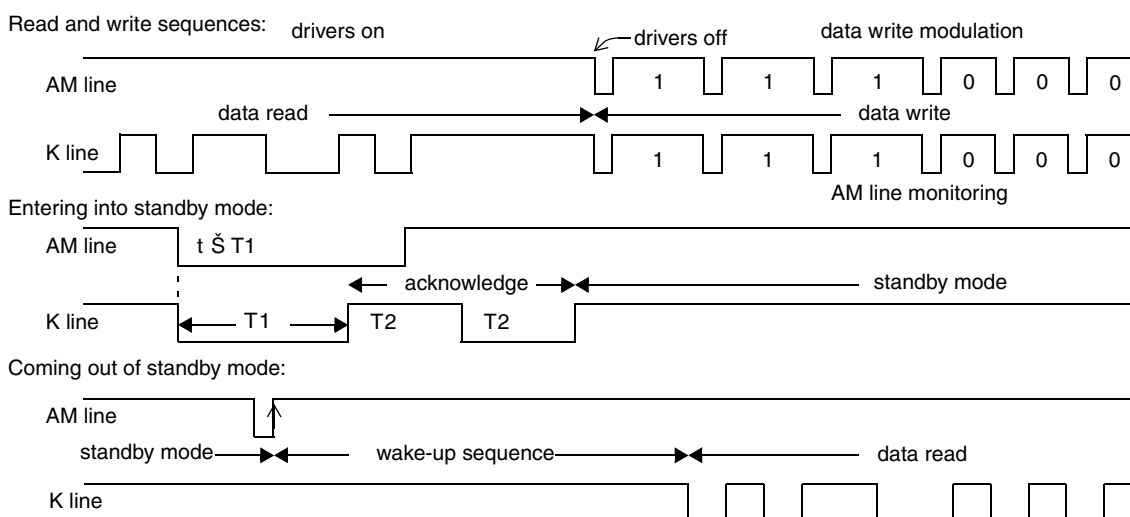 Read and write sequences: drivers on drivers off data write modulation
AM line 1 1 1 0 0 0
data read data write
K line 1 1 1 0 0 0
AM line monitoring
Entering into standby mode:
AM line t Š T1
acknowledge standby mode
K line T1 T2 T2
Coming out of standby mode:
AM line
standby mode wake-up sequence data read
K line